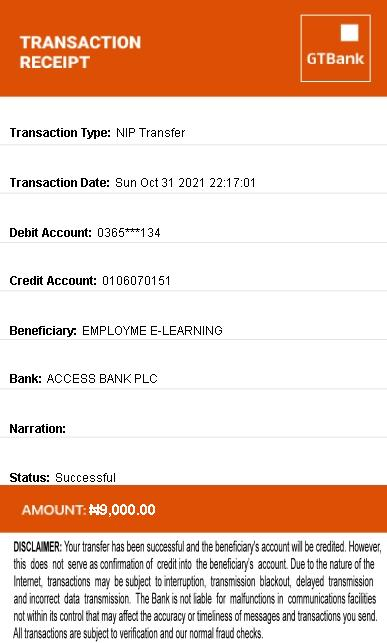 TRANSACTION
RECEIPT
GTBank
Transaction Type: NIP Transfer
Transaction Date: Sun Oct 31 2021 22:17:01
Debit Account: 0365***134
Credit Account: 0106070151
Beneficiary: EMPLOYME E-LEARNING
Bank: ACCESS BANK PLC
Narration:
Status: Successful
AMOUNT: ₦9,000.00
DISCLAIMER: Your transfer has been successful and the beneficiary's account will be credited. However,
this does not serve as confirmation of credit into the beneficiary's account. Due to the nature of the
Internet, transactions may be subject to interruption, transmission blackout, delayed transmission
and incorrect data transmission. The Bank is not liable for malfunctions in communications facilities
not within its control that may affect the accuracy or timeliness of messages and transactions you send.
All transactions are subject to verification and our normal fraud checks.